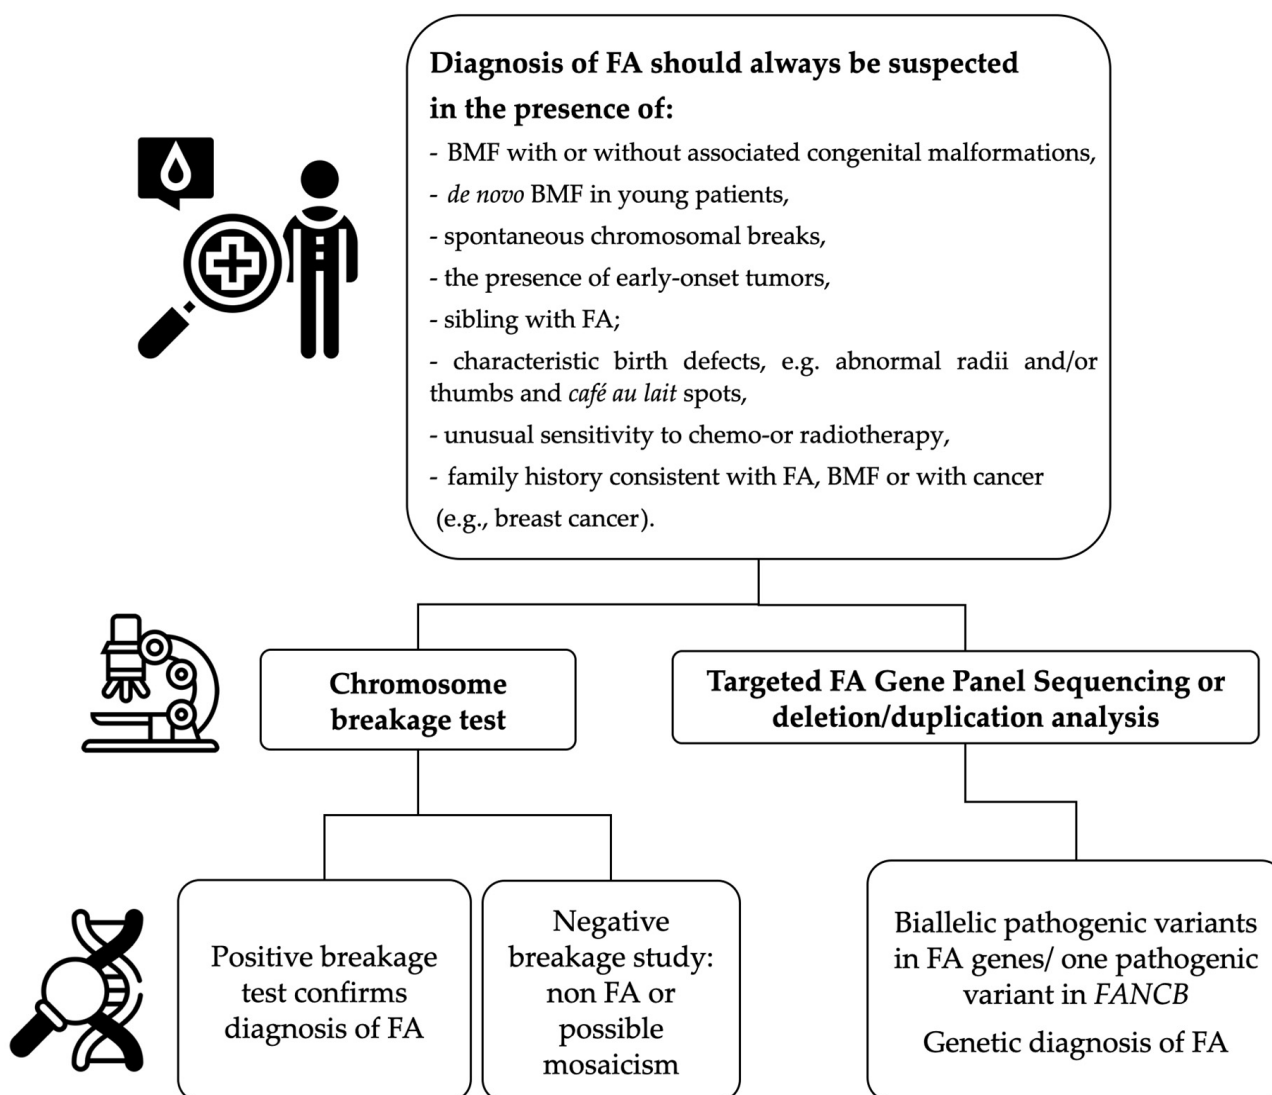 Diagnosis of FA should always be suspected
in the presence of:
- BMF with or without associated congenital malformations,
- de novo BMF in young patients,
- spontaneous chromosomal breaks,
- the presence of early-onset tumors,
- sibling with FA;
- characteristic birth defects, e.g. abnormal radii and/or
thumbs and café au lait spots,
- unusual sensitivity to chemo-or radiotherapy,
- family history consistent with FA, BMF or with cancer
(e.g., breast cancer).
Chromosome
breakage test
Targeted FA Gene Panel Sequencing or
deletion/duplication analysis
Positive breakage
test confirms
diagnosis of FA
Negative
breakage study:
non FA or
possible
mosaicism
Biallelic pathogenic variants
in FA genes/ one pathogenic
variant in FANCB
Genetic diagnosis of FA